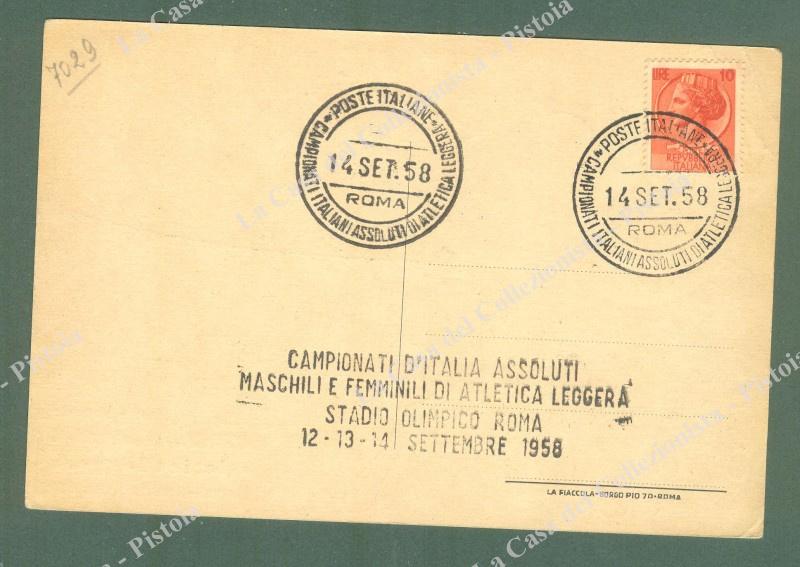 7029
LIRE 10
REPUBBLICA
ITALIANA
POSTE ITALIANE
14 SET. 58
ROMA
CAMPIONATI ITALIANI ASSOLUTI DI ATLETICA LEGGERA
POSTE ITALIANE
14 SET. 58
ROMA
CAMPIONATI ITALIANI ASSOLUTI DI ATLETICA LEGGERA
CAMPIONATI D'ITALIA ASSOLUTI
MASCHILI E FEMMINILI DI ATLETICA LEGGERA
STADIO OLIMPICO ROMA
12-13-14 SETTEMBRE 1958
LA FIACCOLA-BORGO PIO 70-ROMA
La Casa del Collezionista - Pistoia